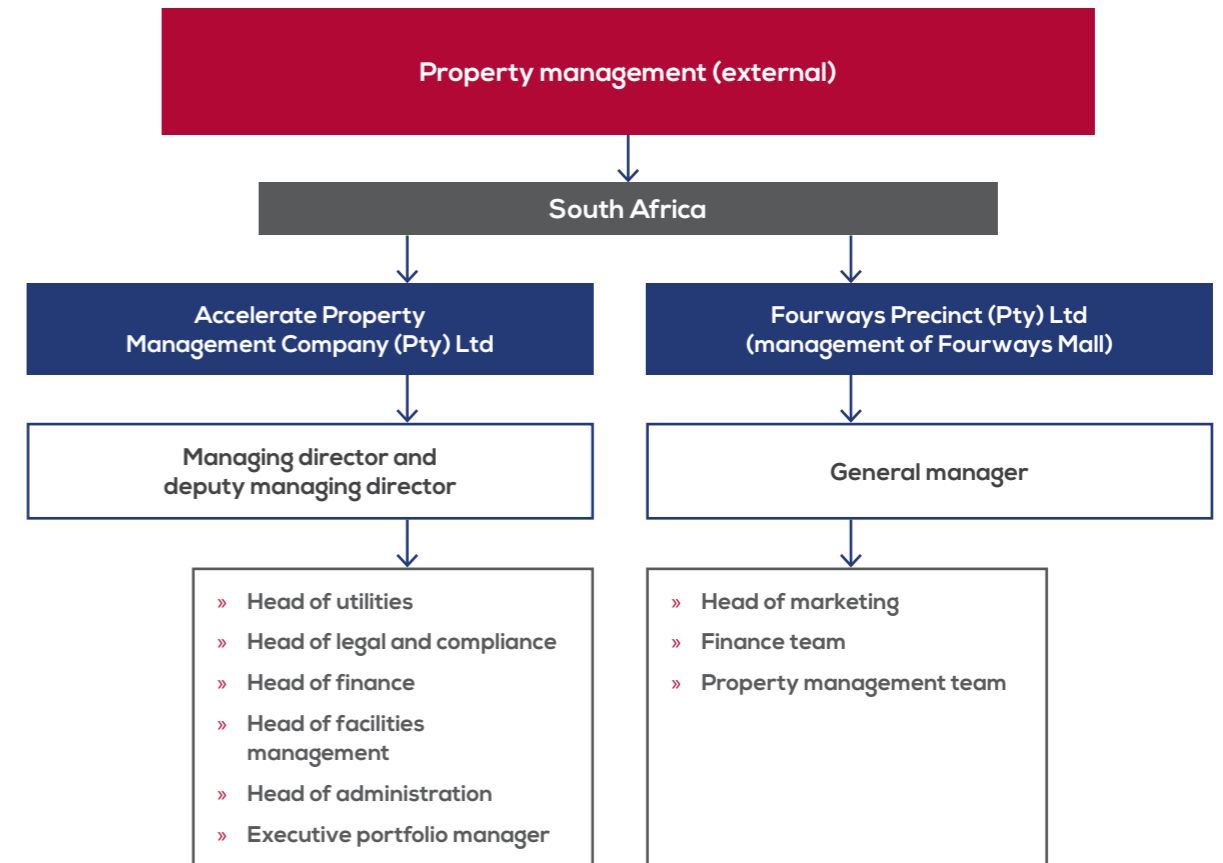 Property management (external)
South Africa
Accelerate Property
Management Company (Pty) Ltd
Fourways Precinct (Pty) Ltd
(management of Fourways Mall)
Managing director and
deputy managing director
General manager
» Head of utilities
» Head of legal and compliance
» Head of finance
» Head of facilities
management
» Head of administration
» Executive portfolio manager
» Head of marketing
» Finance team
» Property management team